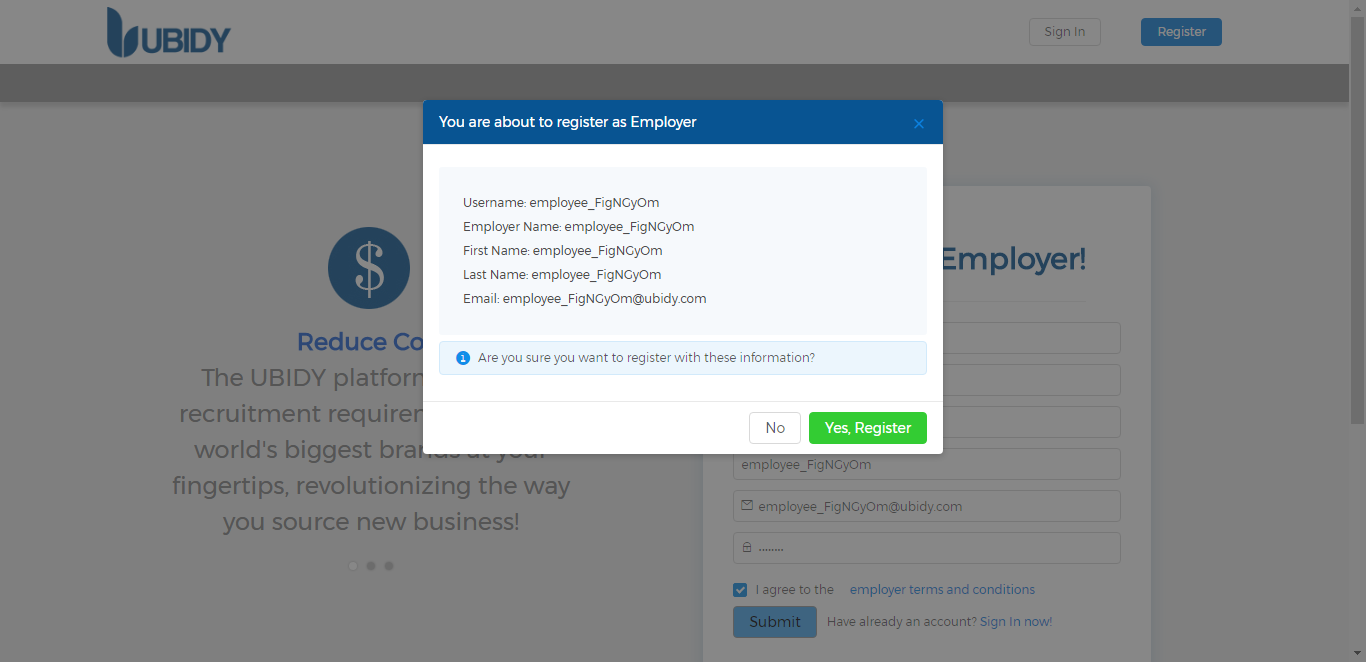 UBIDY
Sign In
Register
You are about to register as Employer
×
Username: employee_FigNGyOm
Employer Name: employee_FigNGyOm
First Name: employee_FigNGyOm
Last Name: employee_FigNGyOm
Email: employee_FigNGyOm@ubidy.com
Are you sure you want to register with these information?
No
Yes, Register
$
Reduce Co
The UBIDY platform
recruitment requirem
world's biggest brands at your
fingertips, revolutionizing the way
you source new business!
Employer!
employee_FigNGyOm
employee_FigNGyOm@ubidy.com
········
I agree to the employer terms and conditions
Submit
Have already an account? Sign In now!